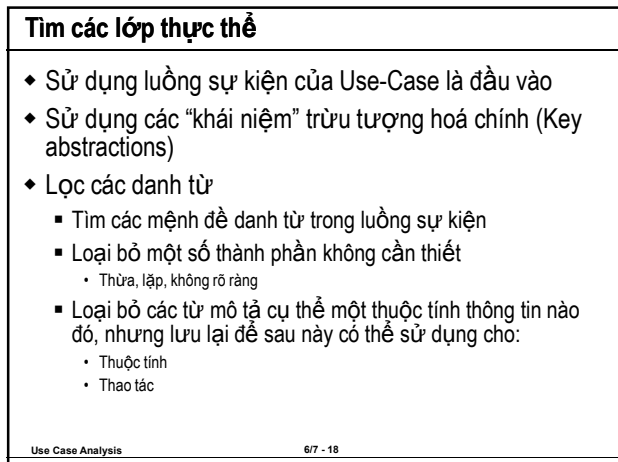 Tìm các lớp thực thể
◆ Sử dụng luồng sự kiện của Use-Case là đầu vào
◆ Sử dụng các “khái niệm” trừu tượng hoá chính (Key
abstractions)
◆ Lọc các danh từ
▪ Tìm các mệnh đề danh từ trong luồng sự kiện
▪ Loại bỏ một số thành phần không cần thiết
• Thừa, lặp, không rõ ràng
▪ Loại bỏ các từ mô tả cụ thể một thuộc tính thông tin nào
đó, nhưng lưu lại để sau này có thể sử dụng cho:
• Thuộc tính
• Thao tác
Use Case Analysis 6/7 - 18